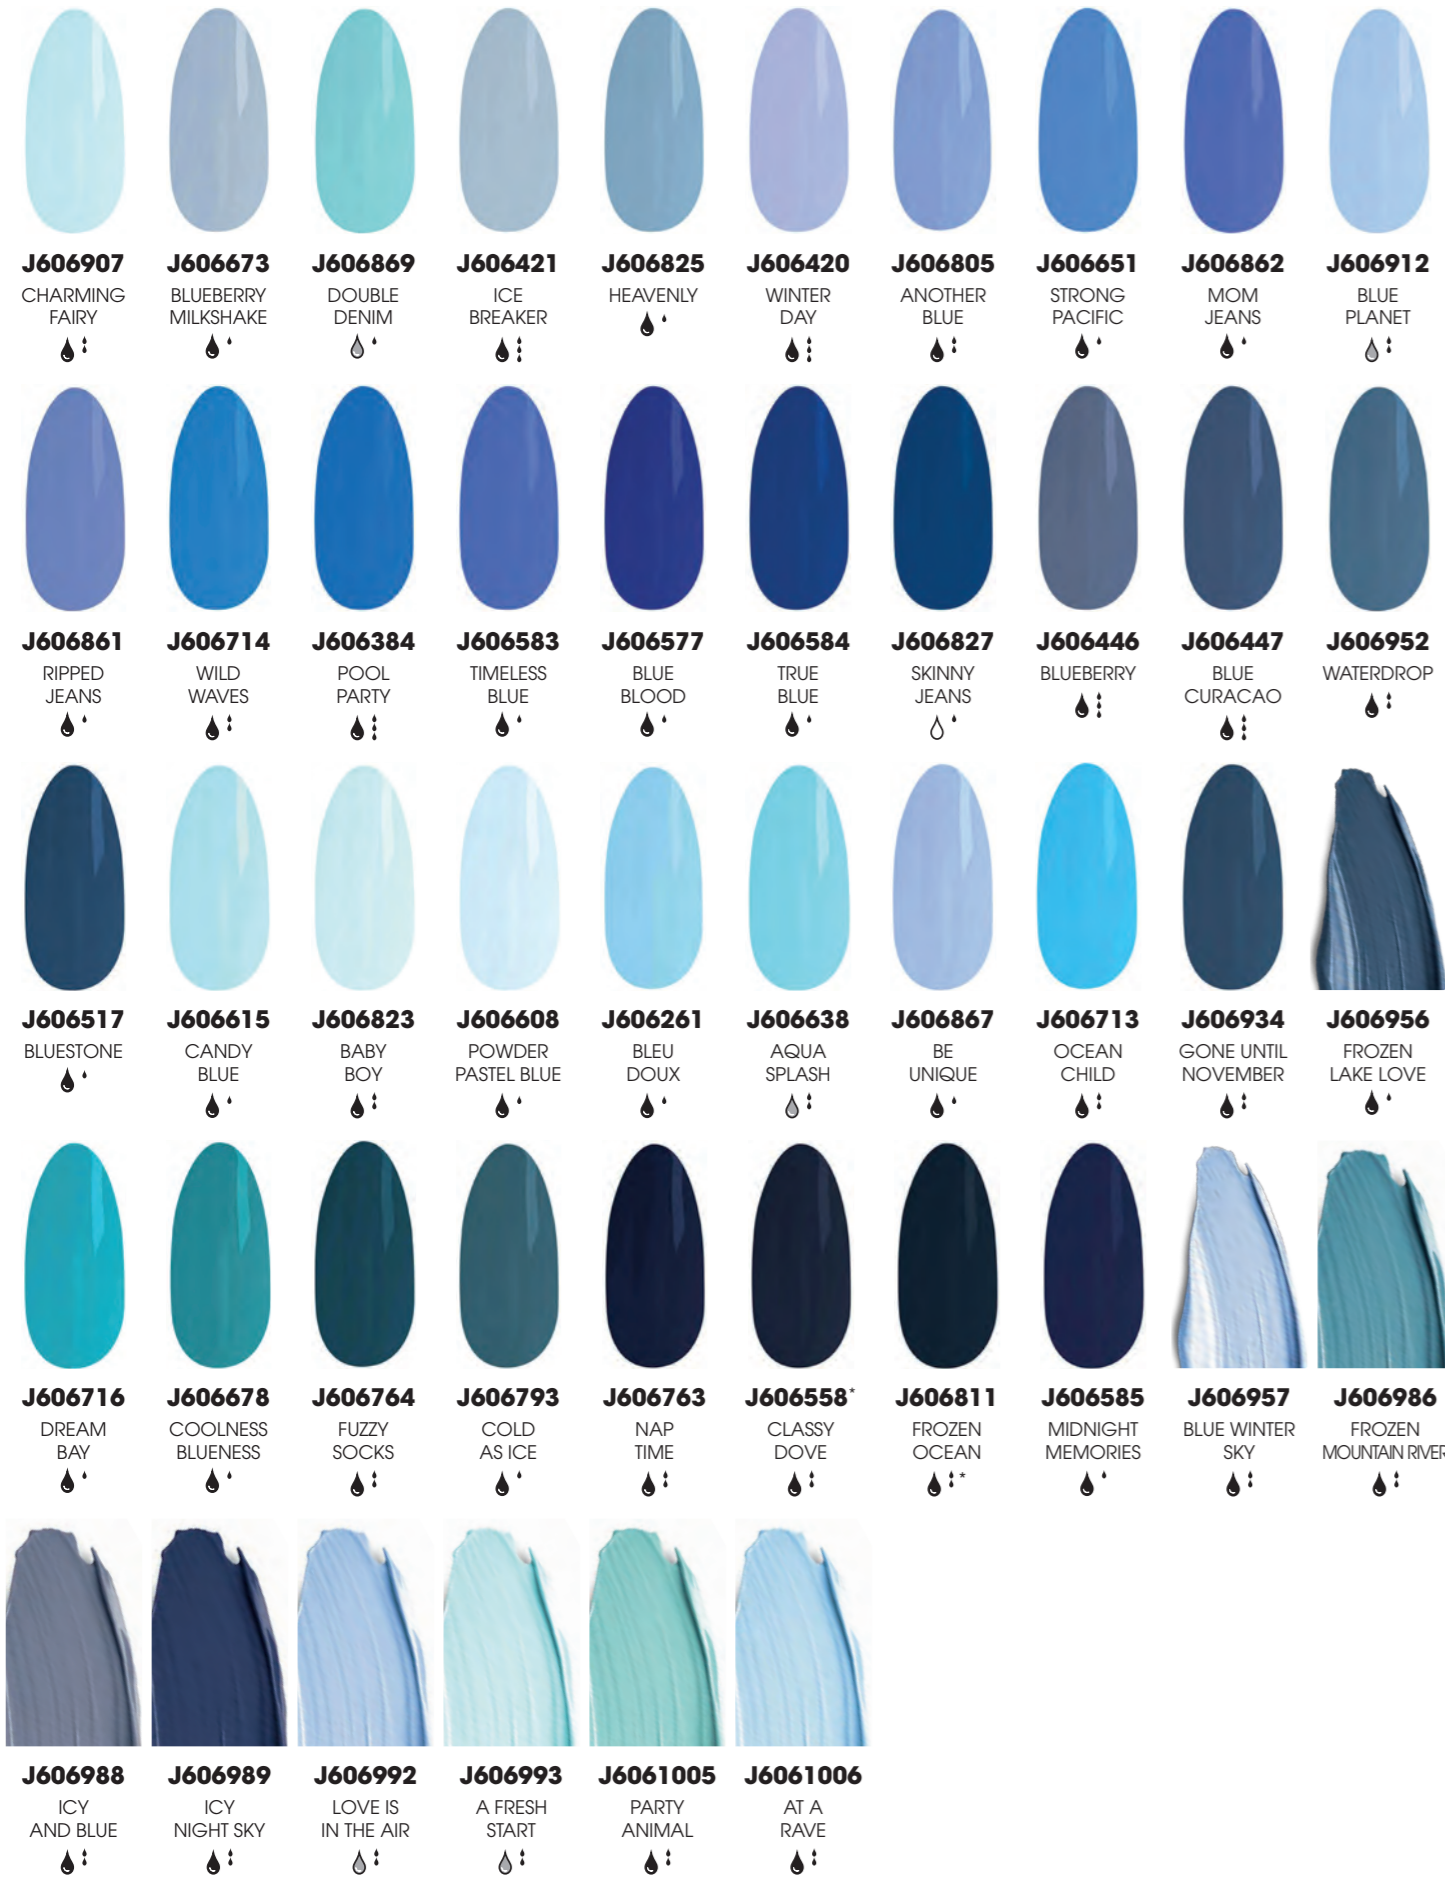 J606907 J606673 J606869 J606421 J606825 J606420 J606805 J606651 J606862 J606912
CHARMING BLUEBERRY DOUBLE ICE HEAVENLY WINTER ANOTHER STRONG MOM BLUE
FAIRY MILKSHAKE DENIM BREAKER DAY BLUE PACIFIC JEANS PLANET
J606861 J606714 J606384 J606583 J606577 J606584 J606827 J606446 J606447 J606952
RIPPED WILD POOL TIMELESS BLUE TRUE SKINNY BLUEBERRY BLUE WATERDROP
JEANS WAVES PARTY BLUE BLOOD BLUE JEANS CURACAO
J606517 J606615 J606823 J606608 J606261 J606638 J606867 J606713 J606934 J606956
BLUESTONE CANDY BABY POWDER BLEU AQUA BE OCEAN GONE UNTIL FROZEN
BLUE BOY PASTEL BLUE DOUX SPLASH UNIQUE CHILD NOVEMBER LAKE LOVE
J606716 J606678 J606764 J606793 J606763 J606558* J606811 J606585 J606957 J606986
DREAM COOLNESS FUZZY COLD NAP CLASSY FROZEN MIDNIGHT BLUE WINTER FROZEN
BAY BLUENESS SOCKS AS ICE TIME DOVE OCEAN MEMORIES SKY MOUNTAIN RIVER
*
J606988 J606989 J606992 J606993 J6061005 J6061006
ICY ICY LOVE IS A FRESH PARTY AT A
AND BLUE NIGHT SKY IN THE AIR START ANIMAL RAVE